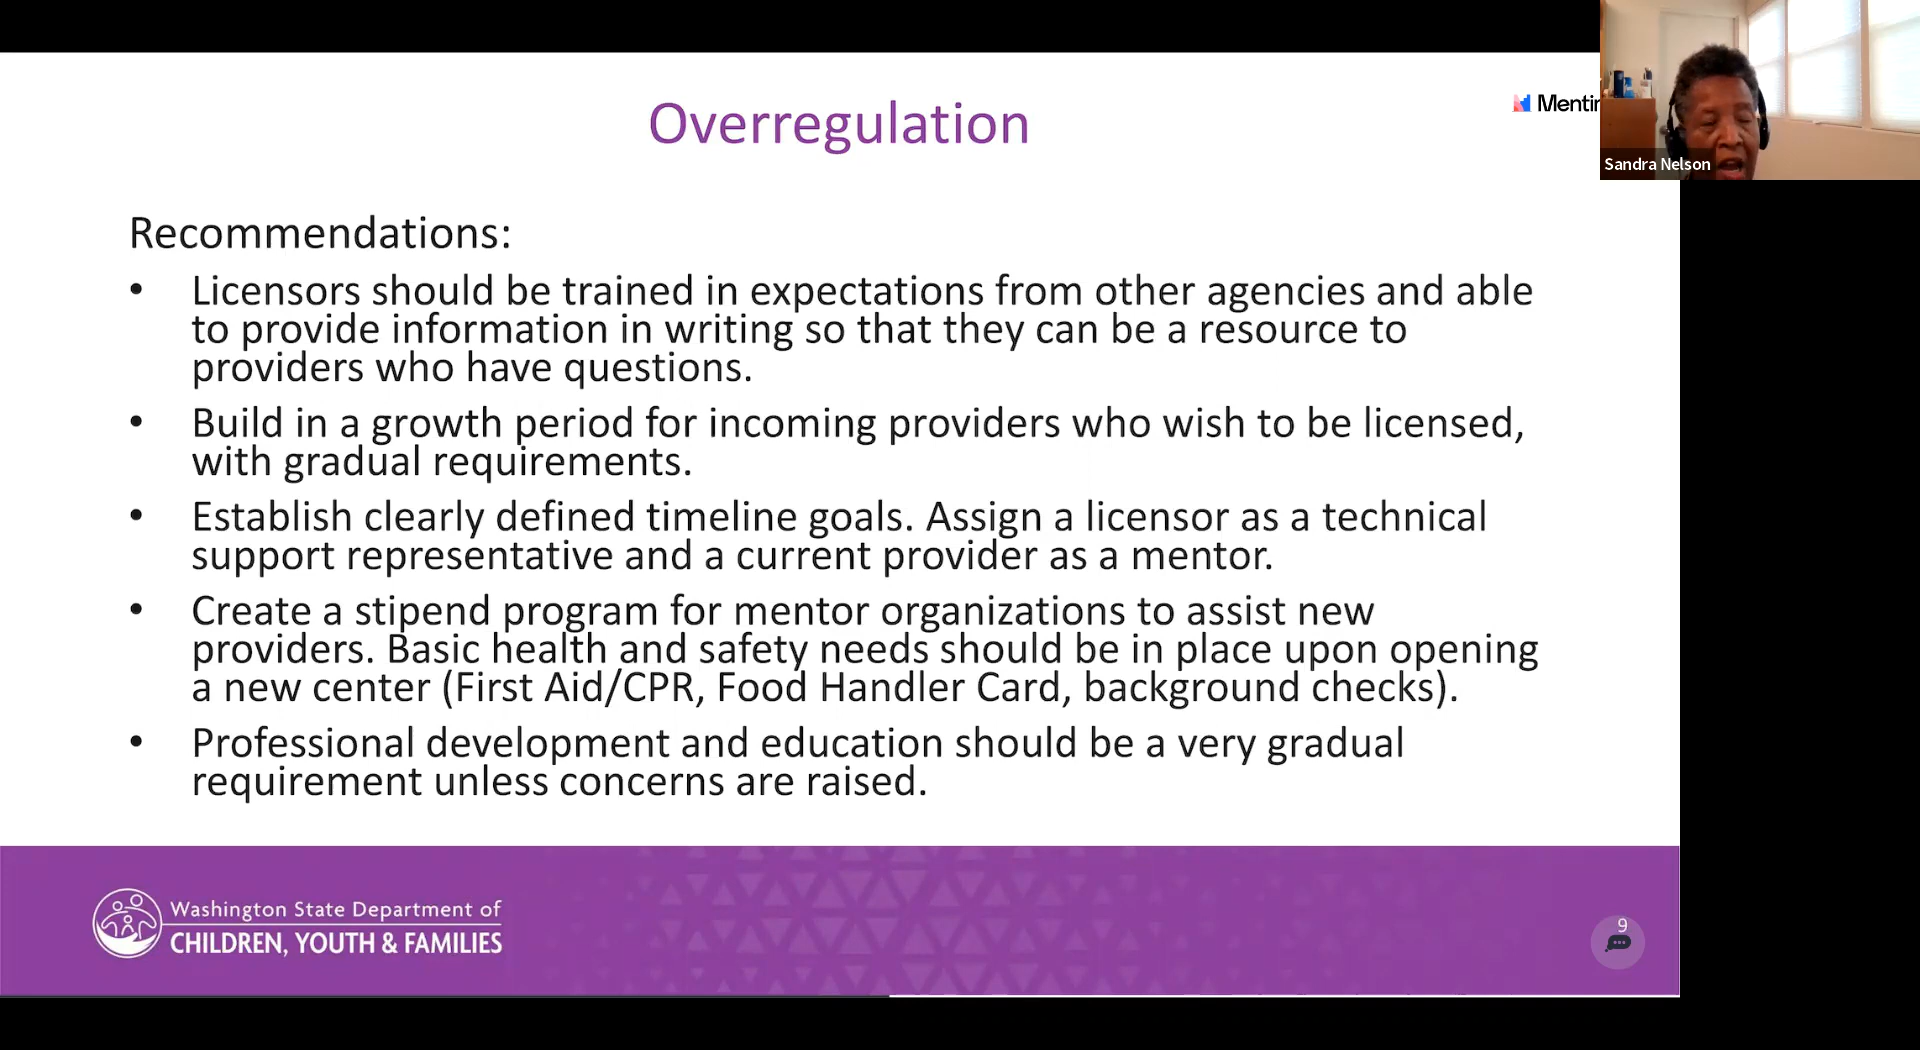 Overregulation
Mentir
Sandra Nelson
Recommendations:
• Licensors should be trained in expectations from other agencies and able
to provide information in writing so that they can be a resource to
providers who have questions.
• Build in a growth period for incoming providers who wish to be licensed,
with gradual requirements.
• Establish clearly defined timeline goals. Assign a licensor as a technical
support representative and a current provider as a mentor.
• Create a stipend program for mentor organizations to assist new
providers. Basic health and safety needs should be in place upon opening
a new center (First Aid/CPR, Food Handler Card, background checks).
• Professional development and education should be a very gradual
requirement unless concerns are raised.
Washington State Department of
CHILDREN, YOUTH & FAMILIES
9